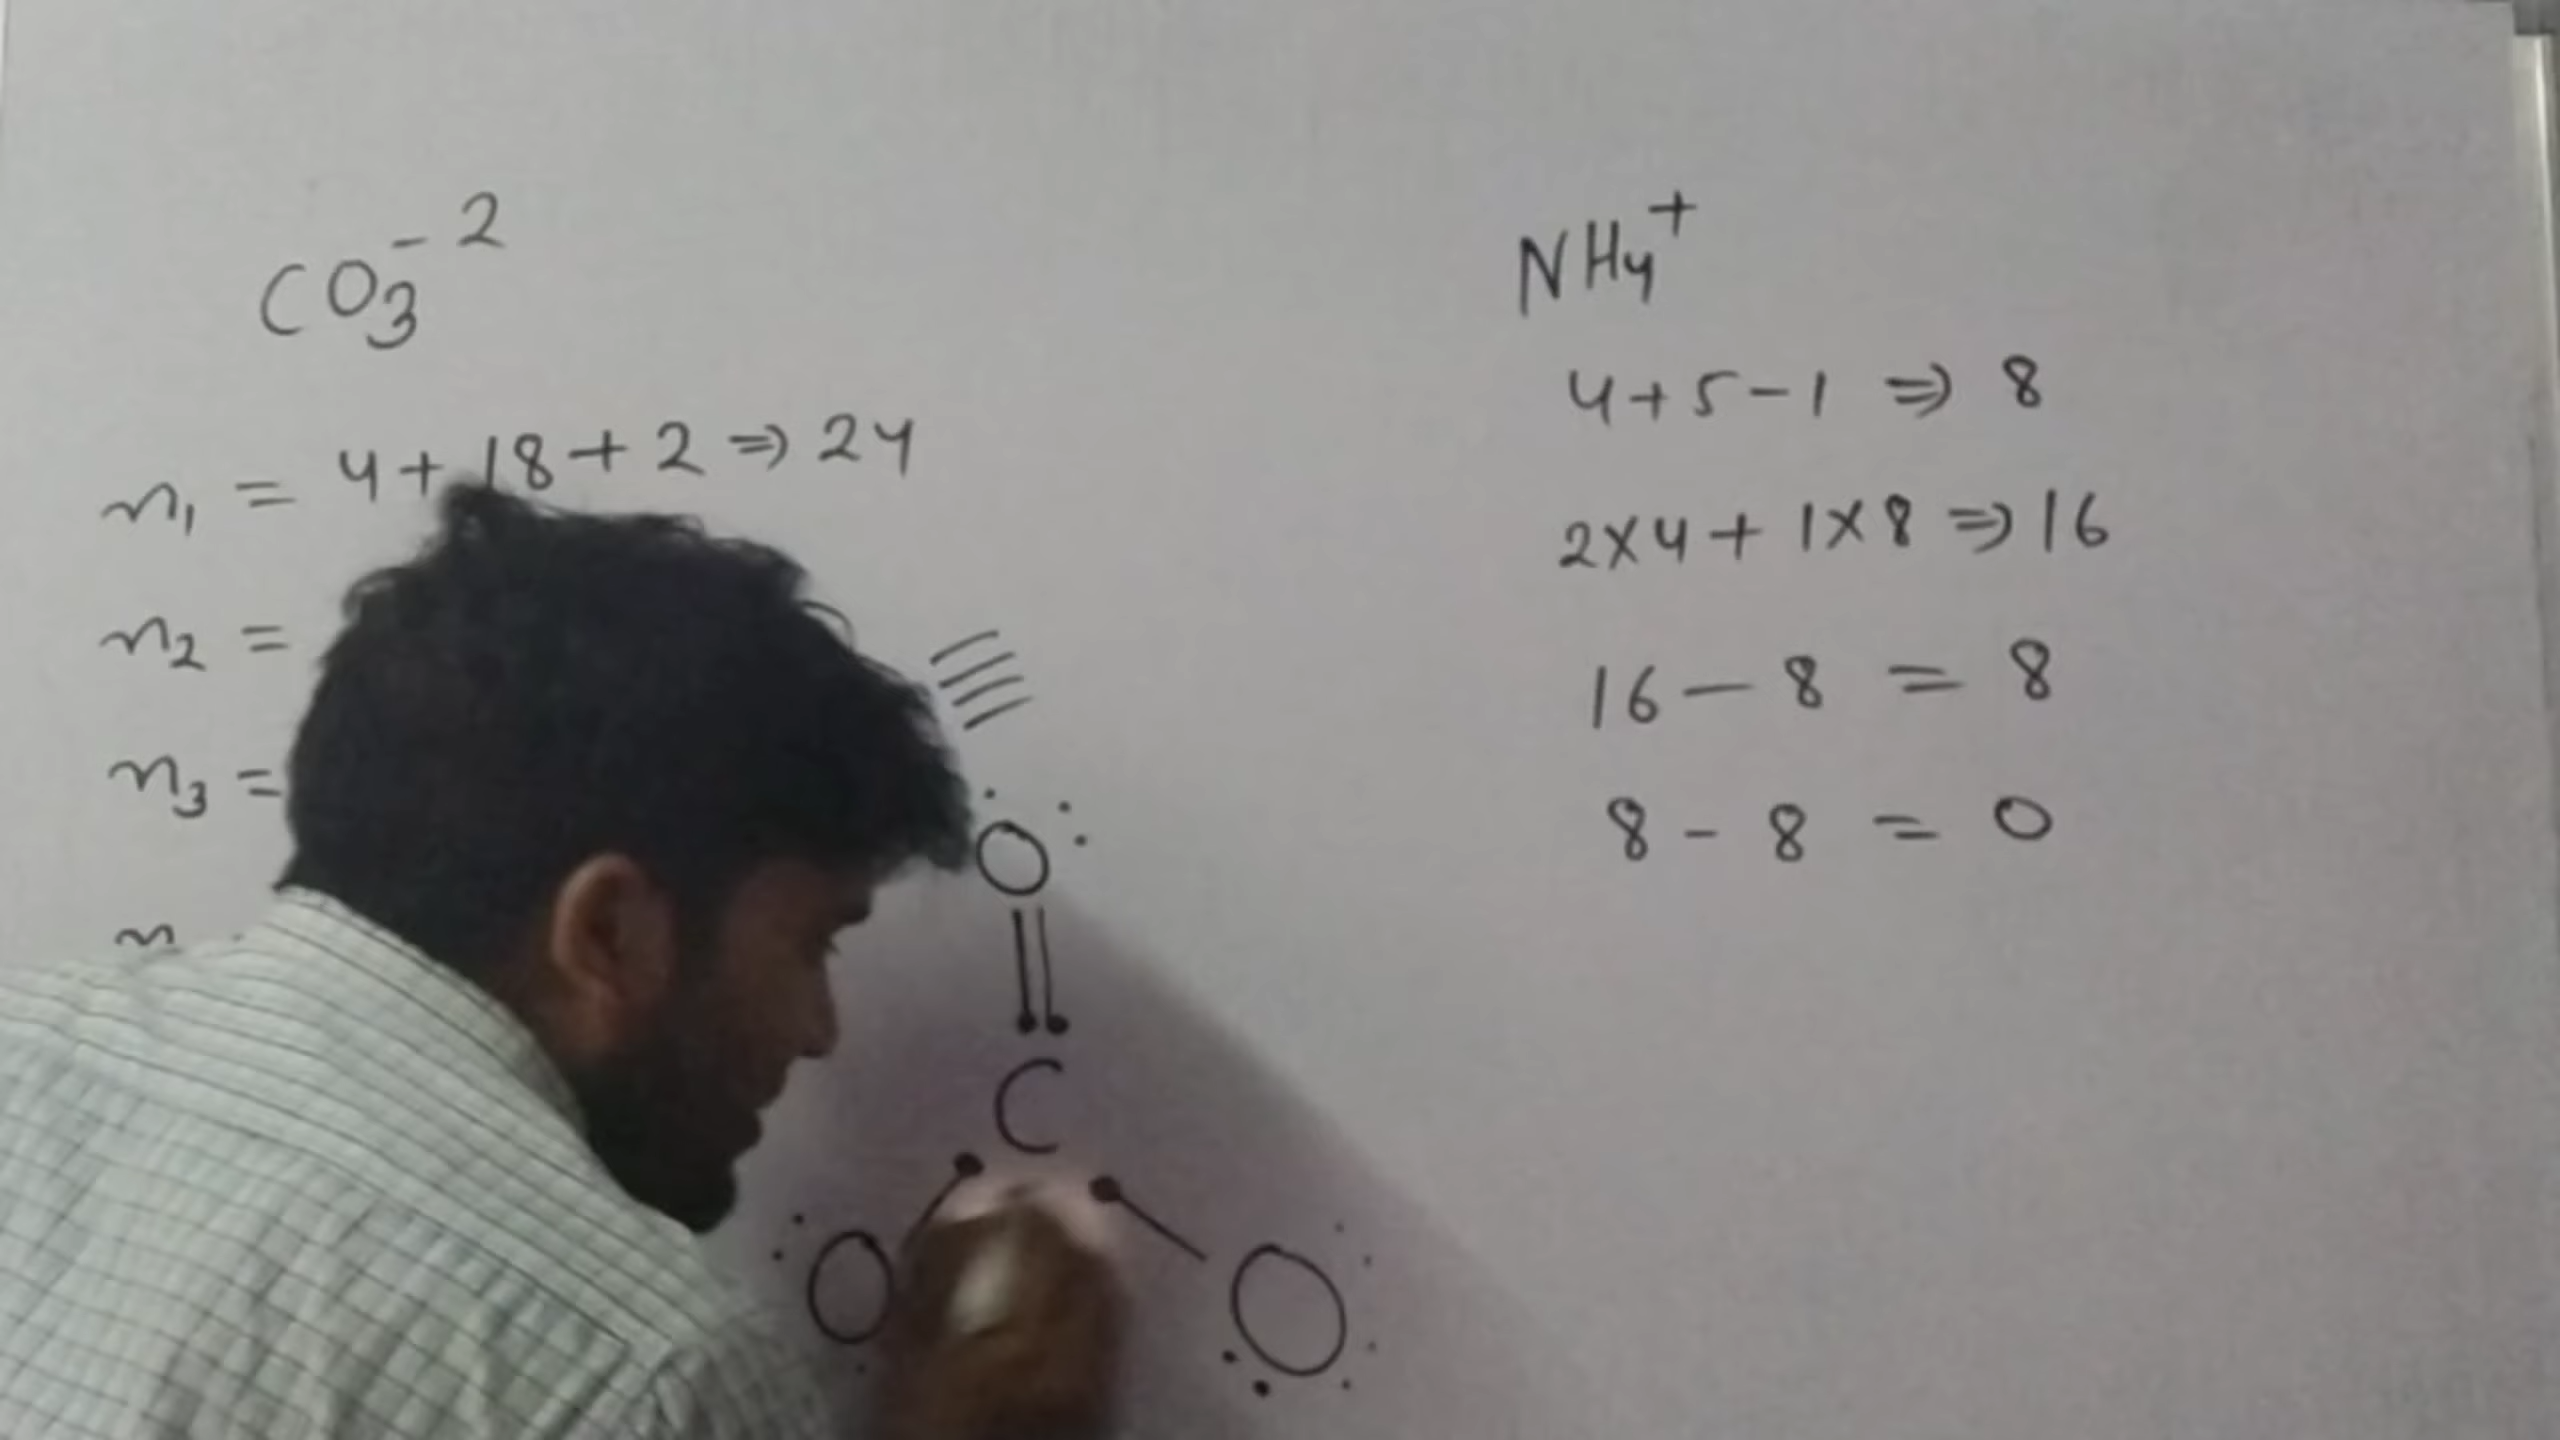 CO₃⁻²
n₁ = 4 + 18 + 2 ⇒ 24
n₂ =
n₃ =
O
C
O O
NH₄⁺
4 + 5 - 1 ⇒ 8
2×4 + 1×8 ⇒ 16
16 - 8 = 8
8 - 8 = 0